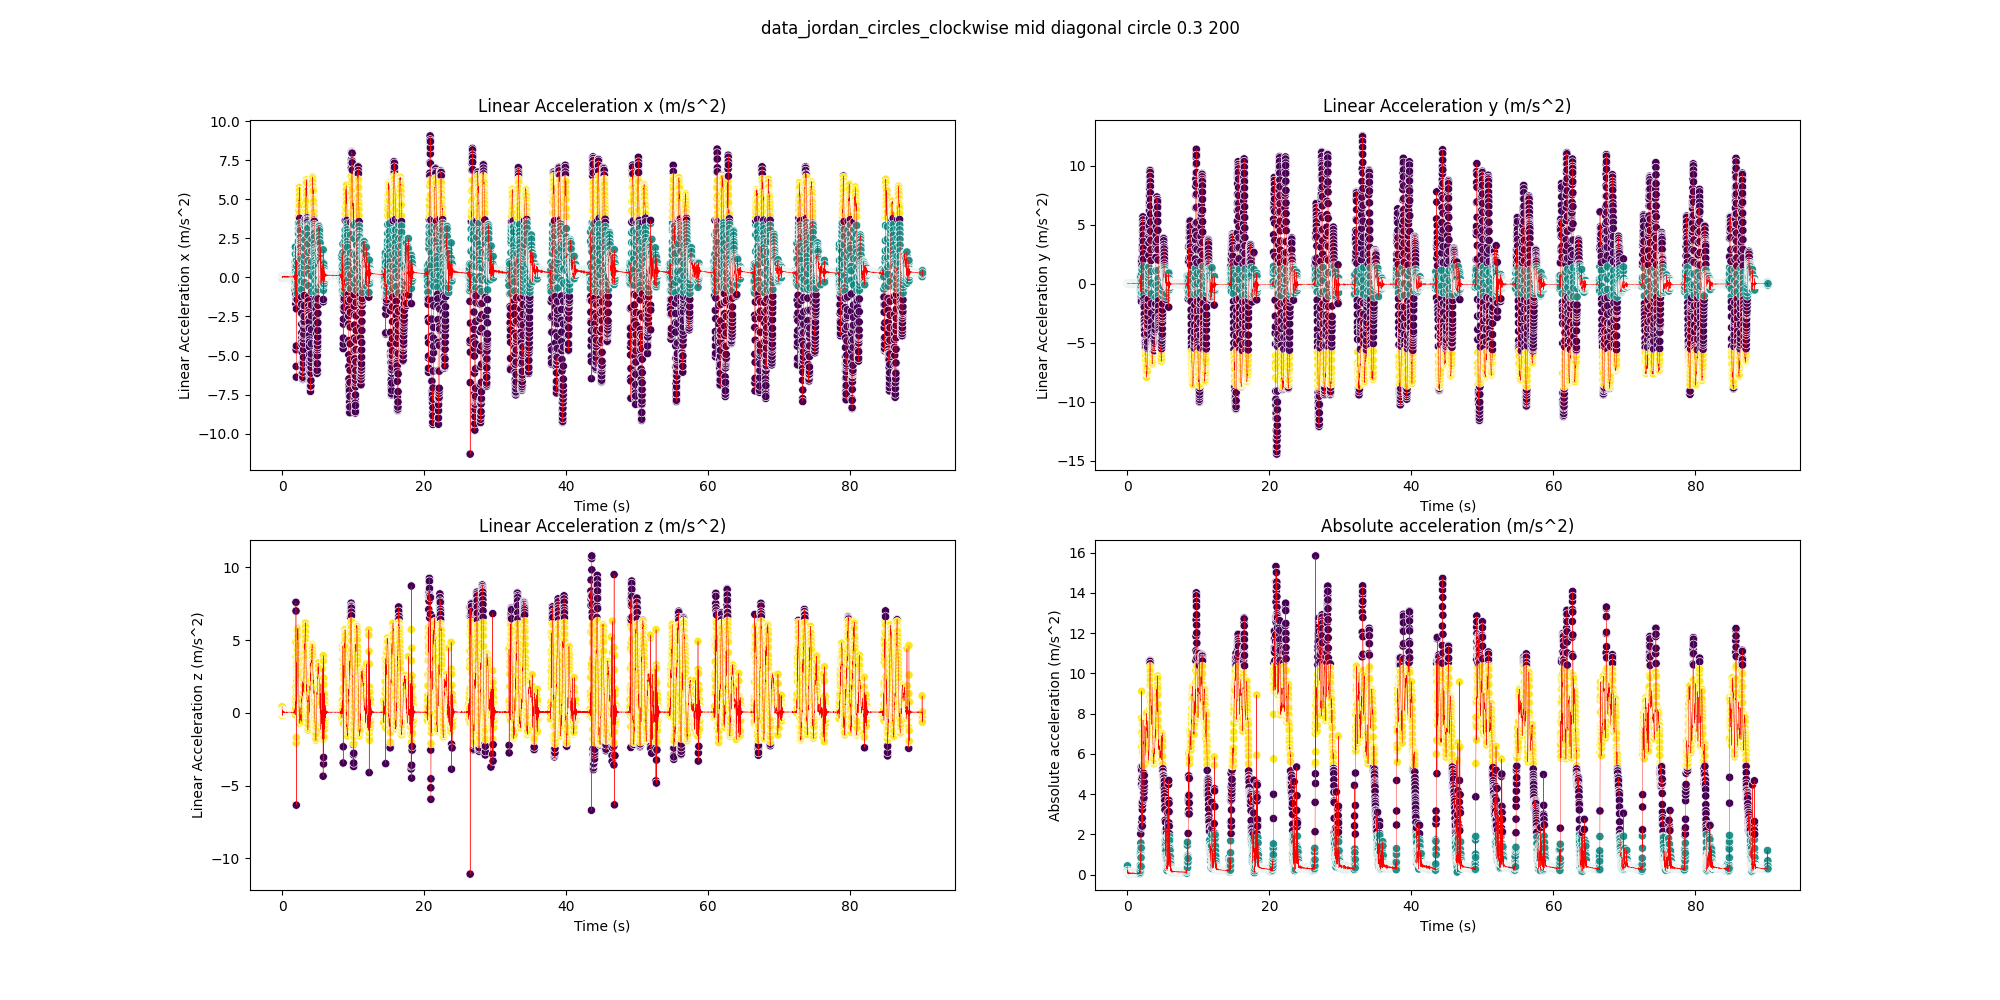 data_jordan_circles_clockwise mid diagonal circle 0.3 200
Linear Acceleration x (m/s^2)
Linear Acceleration x (m/s^2)
10.0
7.5
5.0
2.5
0.0
−2.5
−5.0
−7.5
−10.0
0 20 40 60 80
Time (s)
Linear Acceleration y (m/s^2)
Linear Acceleration y (m/s^2)
10
5
0
−5
−10
−15
0 20 40 60 80
Time (s)
Linear Acceleration z (m/s^2)
Linear Acceleration z (m/s^2)
10
5
0
−5
−10
0 20 40 60 80
Time (s)
Absolute acceleration (m/s^2)
Absolute acceleration (m/s^2)
16
14
12
10
8
6
4
2
0
0 20 40 60 80
Time (s)